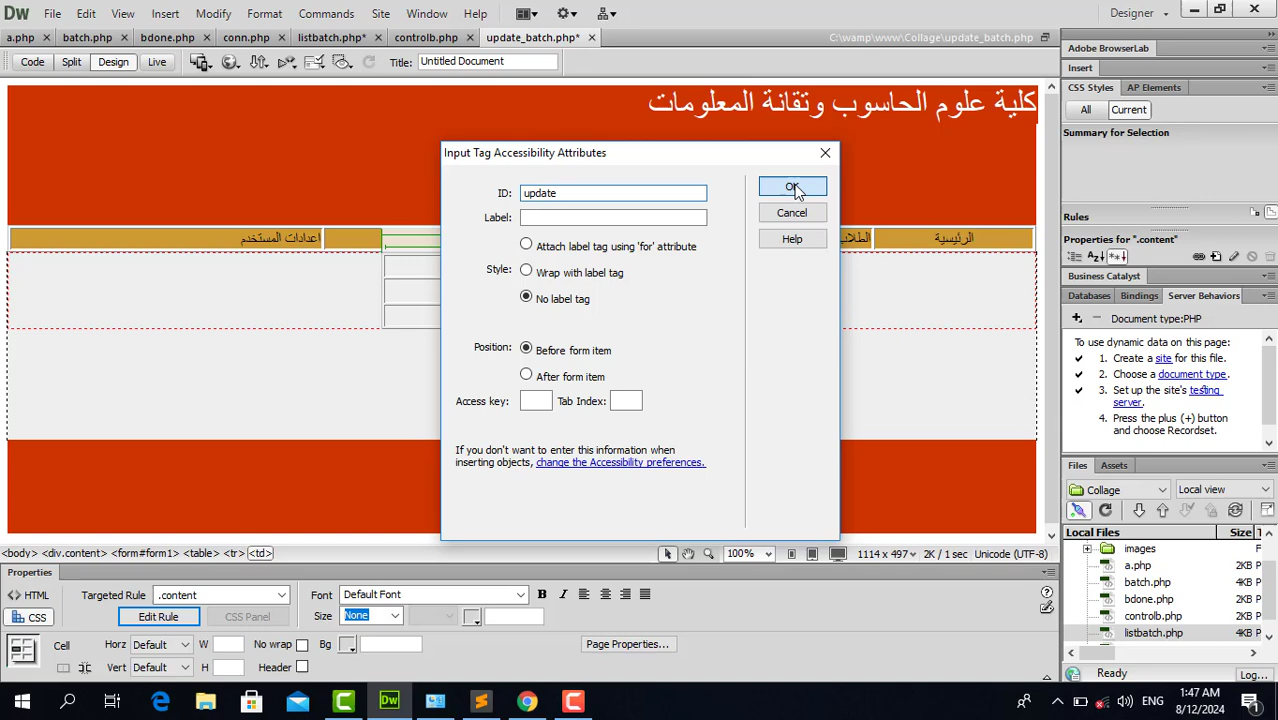 Dw File Edit View Insert Modify Format Commands Site Window Help Designer
a.php × batch.php × bdone.php × conn.php × listbatch.php* × controlb.php × update_batch.php* × C:\wamp\www\Collage\update_batch.php
Code Split Design Live Title: Untitled Document
كلية علوم الحاسوب وتقانة المعلومات
الرئيسية
الطلاب
اعدادات المستخدم
Input Tag Accessibility Attributes
ID: update
Label:
Attach label tag using 'for' attribute
Style: Wrap with label tag
No label tag
Position: Before form item
After form item
Access key: Tab Index:
If you don't want to enter this information when
inserting objects, change the Accessibility preferences.
OK
Cancel
Help
Adobe BrowserLab
Insert
CSS Styles AP Elements
All Current
Summary for Selection
Rules
Properties for ".content"
Business Catalyst
Databases Bindings Server Behaviors
Document type:PHP
To use dynamic data on this page:
1. Create a site for this file.
2. Choose a document type.
3. Set up the site's testing
server.
4. Press the plus (+) button
and choose Recordset.
Files Assets
Collage Local view
Local Files Size
images
a.php 2KB
batch.php 4KB
bdone.php 2KB
controlb.php 2KB
listbatch.php 4KB
Log...
<body> <div.content> <form#form1> <table> <tr> <td> 100% 1114 x 497 2K / 1 sec Unicode (UTF-8)
Properties
HTML Targeted Rule .content Font Default Font B I
CSS Edit Rule CSS Panel Size None
Cell Horz Default W No wrap Bg Page Properties...
Vert Default H Header
ENG
1:47 AM
8/12/2024